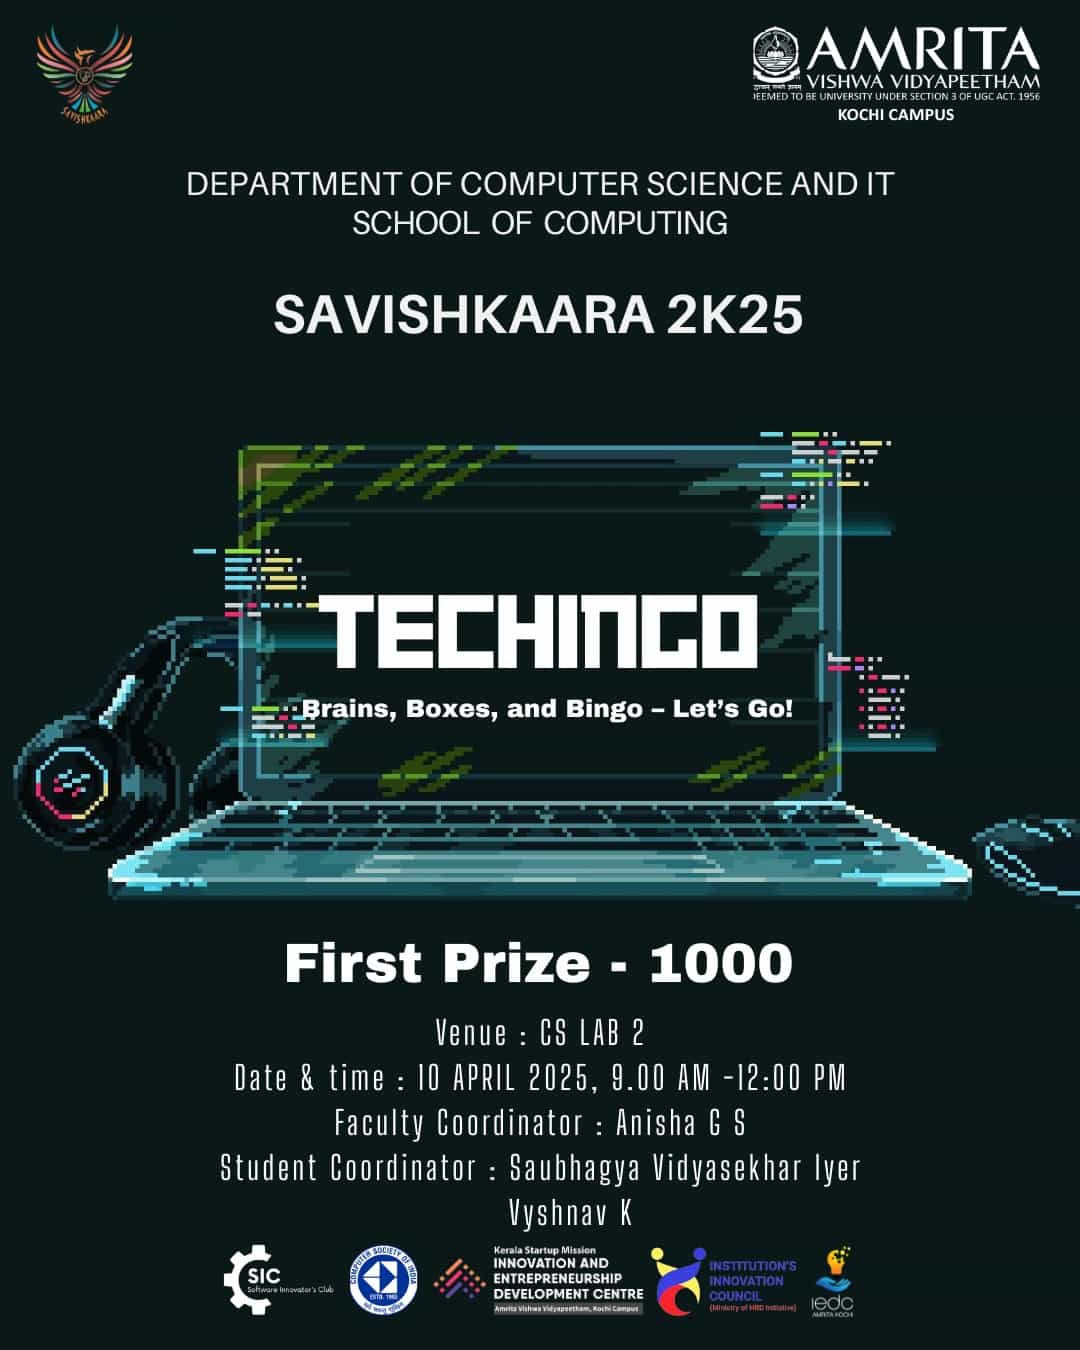 SAVISHKAARA
AMRITA
VISHWA VIDYAPEETHAM
DEEMED TO BE UNIVERSITY UNDER SECTION 3 OF UGC ACT. 1956
KOCHI CAMPUS
DEPARTMENT OF COMPUTER SCIENCE AND IT
SCHOOL OF COMPUTING
SAVISHKAARA 2K25
TECHINGO
Brains, Boxes, and Bingo – Let's Go!
First Prize - 1000
Venue : CS LAB 2
Date & time : 10 APRIL 2025, 9.00 AM -12:00 PM
Faculty Coordinator : Anisha G S
Student Coordinator : Saubhagya Vidyasekhar Iyer
Vyshnav K
SIC
Software Innovator's Club
COMPUTER SOCIETY OF INDIA
ESTD. 1965
Kerala Startup Mission
INNOVATION AND
ENTREPRENEURSHIP
DEVELOPMENT CENTRE
Amrita Vishwa Vidyapeetham, Kochi Campus
INSTITUTION'S
INNOVATION
COUNCIL
(Ministry of HRD Initiative)
iedc
AMRITA KOCHI